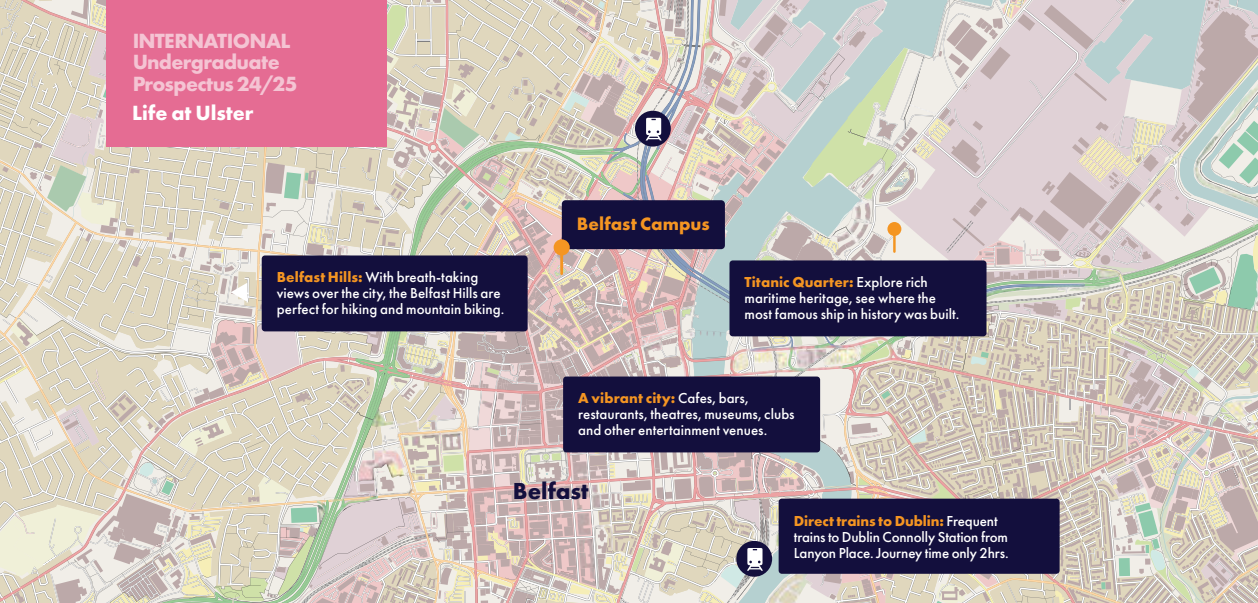 INTERNATIONAL
Undergraduate
Prospectus 24/25
Life at Ulster
Belfast Campus
Belfast Hills: With breath-taking
views over the city, the Belfast Hills are
perfect for hiking and mountain biking.
Titanic Quarter: Explore rich
maritime heritage, see where the
most famous ship in history was built.
A vibrant city: Cafes, bars,
restaurants, theatres, museums, clubs
and other entertainment venues.
Belfast
Direct trains to Dublin: Frequent
trains to Dublin Connolly Station from
Lanyon Place. Journey time only 2hrs.